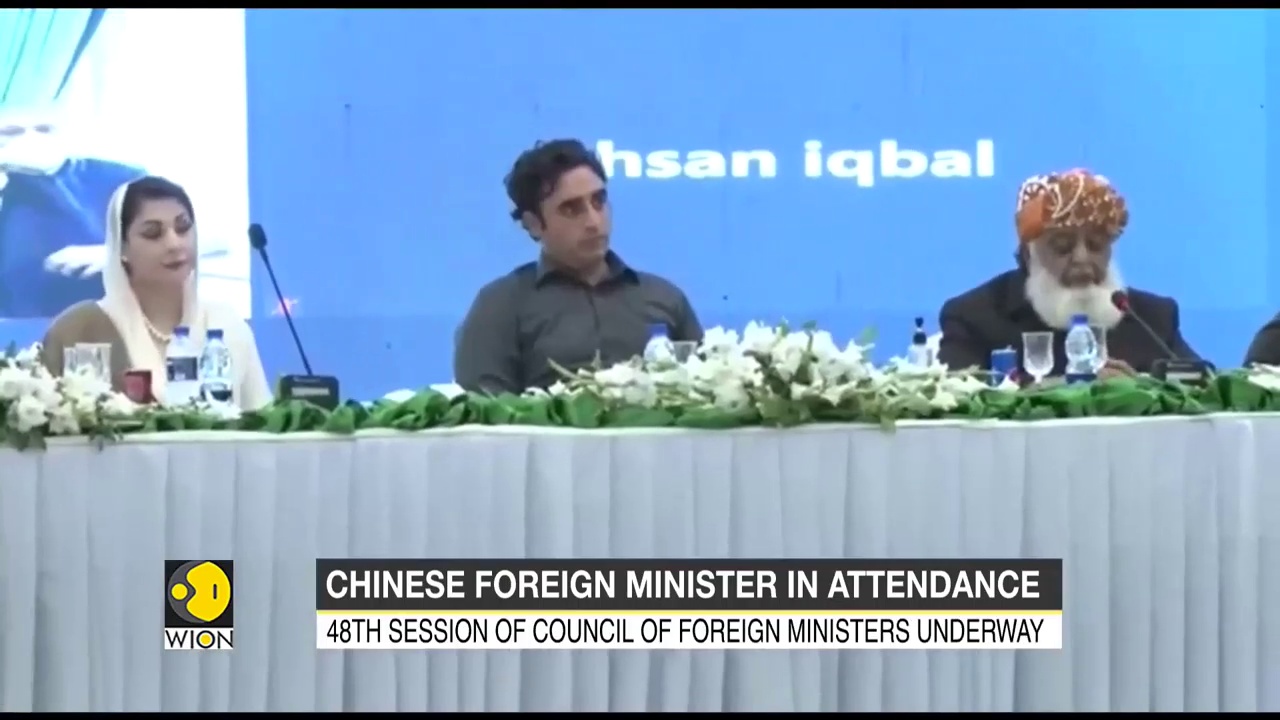 hsan iqbal
CHINESE FOREIGN MINISTER IN ATTENDANCE
48TH SESSION OF COUNCIL OF FOREIGN MINISTERS UNDERWAY
WION